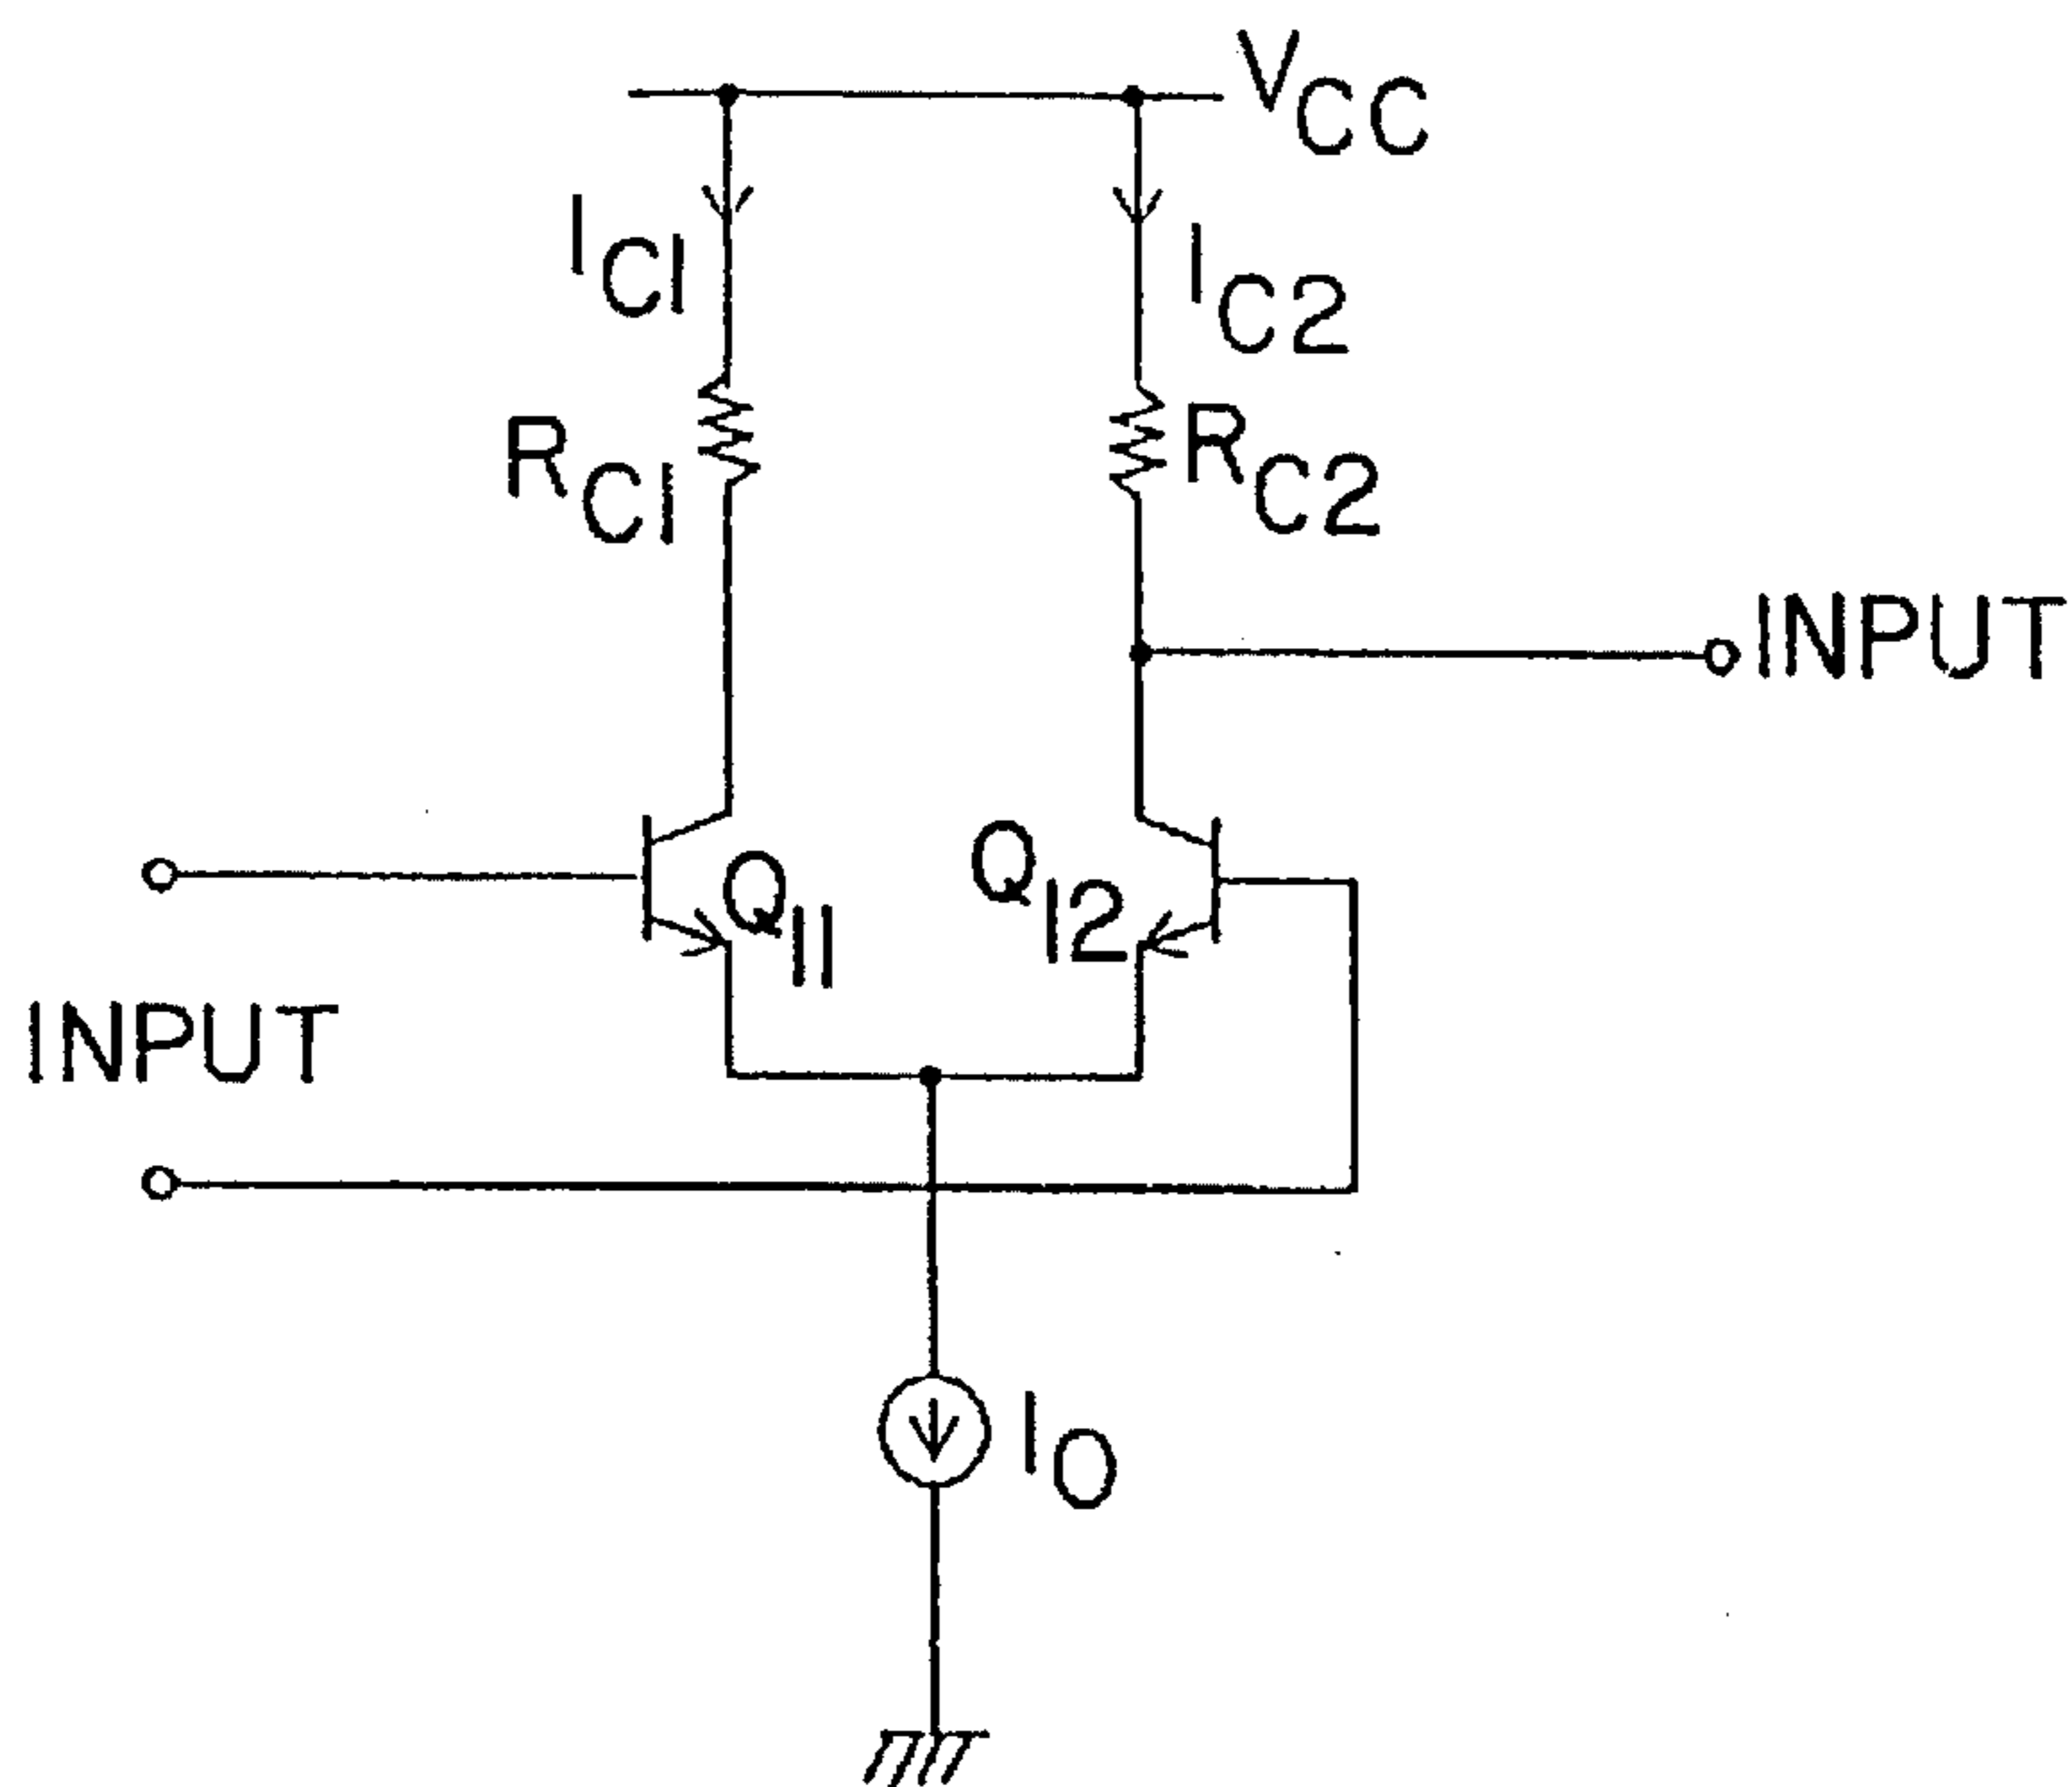 VCC
IC1
IC2
RC1
RC2
INPUT
Q11
Q12
INPUT
IO